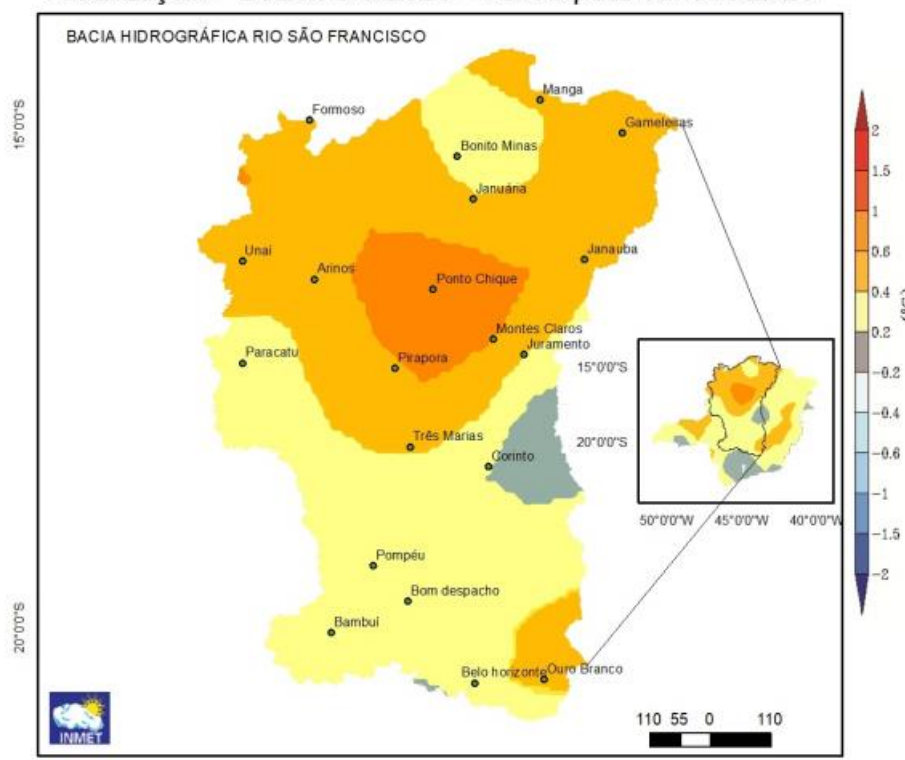 BACIA HIDROGRÁFICA RIO SÃO FRANCISCO
Manga
Formoso
Gameleiras
Bonito Minas
Januária
Unaí
Janauba
Arinos
Ponto Chique
Montes Claros
Juramento
Paracatu
Pirapora
Três Marias
Corinto
Pompéu
Bom despacho
Bambuí
Belo horizonte
Ouro Branco
15°0'0"S
20°0'0"S
15°0'0"S
20°0'0"S
50°0'0"W 45°0'0"W 40°0'0"W
110 55 0 110
INMET
2
1.5
1
0.6
0.4
0.2
-0.2
-0.4
-0.6
-1
-1.5
-2